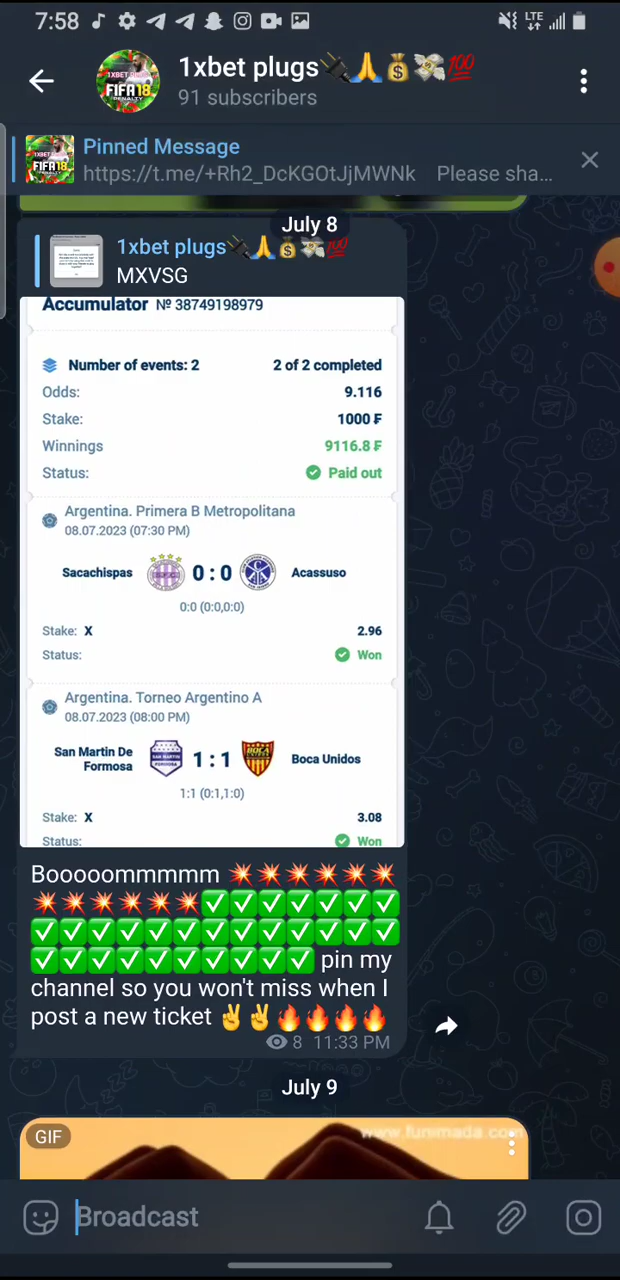 7:58
LTE
1xbet plugs🔌🙏💰💸💯
91 subscribers
Pinned Message
https://t.me/+Rh2_DcKGOtJjMWNk Please sha...
July 8
1xbet plugs🔌🙏💰💸💯
MXVSG
Accumulator № 38749198979
Number of events: 2 2 of 2 completed
Odds: 9.116
Stake: 1000 ₣
Winnings 9116.8 ₣
Status: Paid out
Argentina. Primera B Metropolitana
08.07.2023 (07:30 PM)
Sacachispas 0 : 0 Acassuso
0:0 (0:0,0:0)
Stake: X 2.96
Status: Won
Argentina. Torneo Argentino A
08.07.2023 (08:00 PM)
San Martin De
Formosa 1 : 1 Boca Unidos
1:1 (0:1,1:0)
Stake: X 3.08
Status: Won
Booooommmmm 💥💥💥💥💥💥
💥💥💥💥💥💥✅✅✅✅✅✅✅
✅✅✅✅✅✅✅✅✅✅✅✅✅
✅✅✅✅✅✅✅✅✅✅ pin my
channel so you won't miss when I
post a new ticket ✌️✌️🔥🔥🔥🔥
8 11:33 PM
July 9
GIF
www.funimada.com
Broadcast